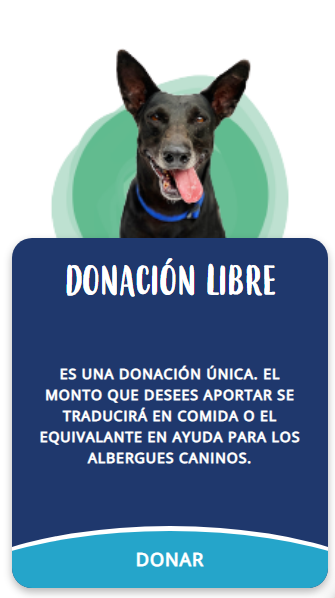 DONACIÓN LIBRE
ES UNA DONACIÓN ÚNICA. EL
MONTO QUE DESEES APORTAR SE
TRADUCIRÁ EN COMIDA O EL
EQUIVALANTE EN AYUDA PARA LOS
ALBERGUES CANINOS.
DONAR